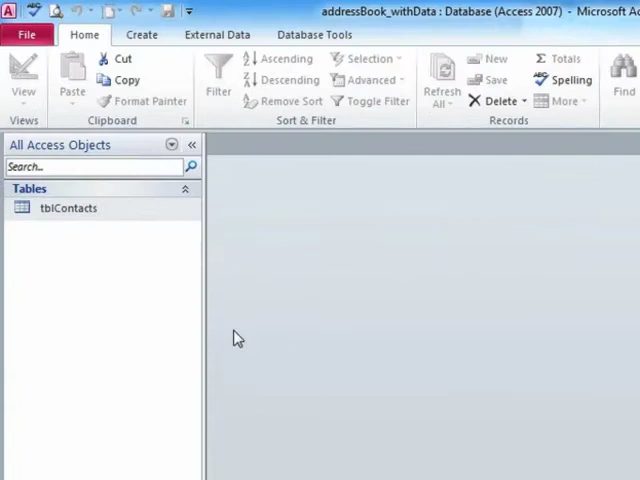 addressBook_withData : Database (Access 2007) - Microsoft Ac
File Home Create External Data Database Tools
View
Views
Paste
Cut
Copy
Format Painter
Clipboard
Filter
Ascending
Descending
Remove Sort
Selection
Advanced
Toggle Filter
Sort & Filter
Refresh
All
New
Save
Delete
Totals
Spelling
More
Records
Find
All Access Objects
Search...
Tables
tblContacts